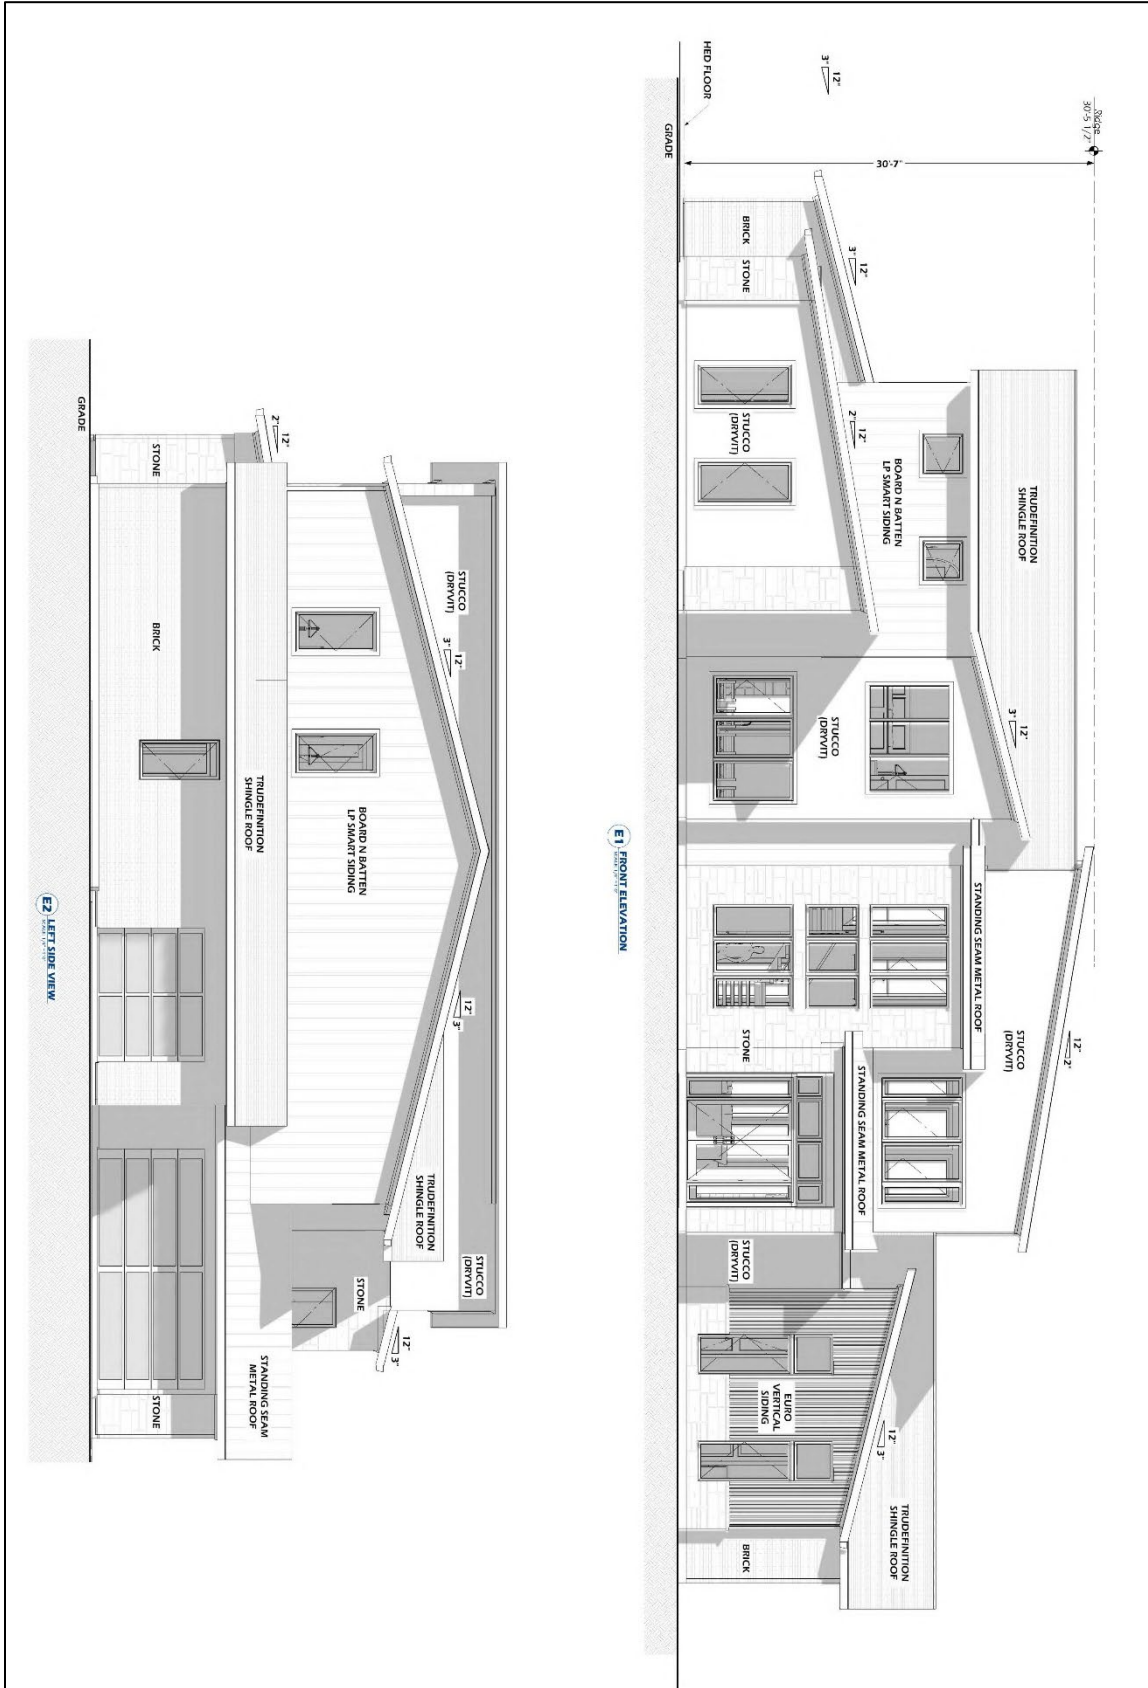 Ridge
30'-5 1/2"
30'-7"
HED FLOOR
GRADE
12"
3"
BRICK
STONE
12"
3"
STUCCO
(DRYVIT)
12"
2"
BOARD N BATTEN
LP SMART SIDING
TRUDEFINITION
SHINGLE ROOF
12"
3"
STUCCO
(DRYVIT)
STANDING SEAM METAL ROOF
STONE
STUCCO
(DRYVIT)
12"
2"
STANDING SEAM METAL ROOF
STUCCO
(DRYVIT)
EURO
VERTICAL
SIDING
12"
3"
TRUDEFINITION
SHINGLE ROOF
BRICK
E1 FRONT ELEVATION
GRADE
STONE
12"
2"
STUCCO
(DRYVIT)
12"
3"
BRICK
TRUDEFINITION
SHINGLE ROOF
BOARD N BATTEN
LP SMART SIDING
12"
3"
TRUDEFINITION
SHINGLE ROOF
STUCCO
(DRYVIT)
STONE
12"
3"
STANDING SEAM
METAL ROOF
STONE
E2 LEFT SIDE VIEW